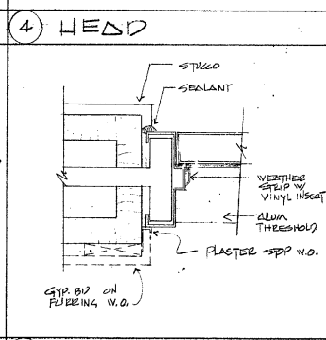 4 HEAD
STUCCO
SEALANT
WEATHER
STRIP W/
VINYL INSERT
ALUM
THRESHOLD
PLASTER STOP W.O.
GYP. BD ON
FURRING W.O.